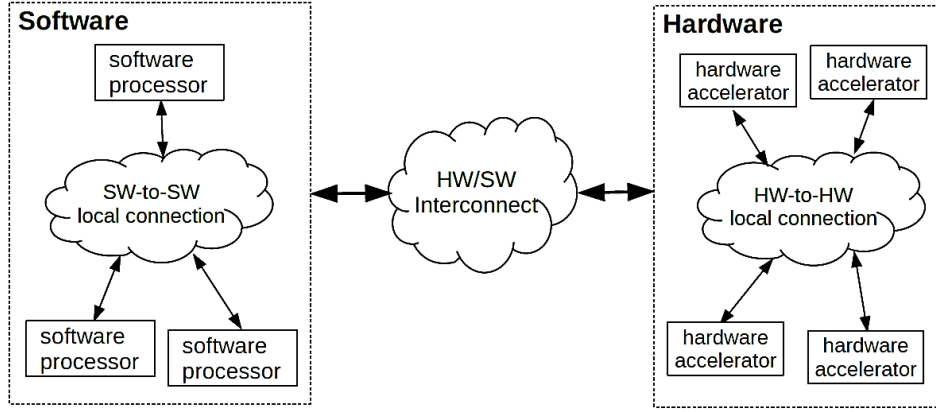 Software
software
processor
SW-to-SW
local connection
software
processor
software
processor
HW/SW
Interconnect
Hardware
hardware
accelerator
hardware
accelerator
HW-to-HW
local connection
hardware
accelerator
hardware
accelerator